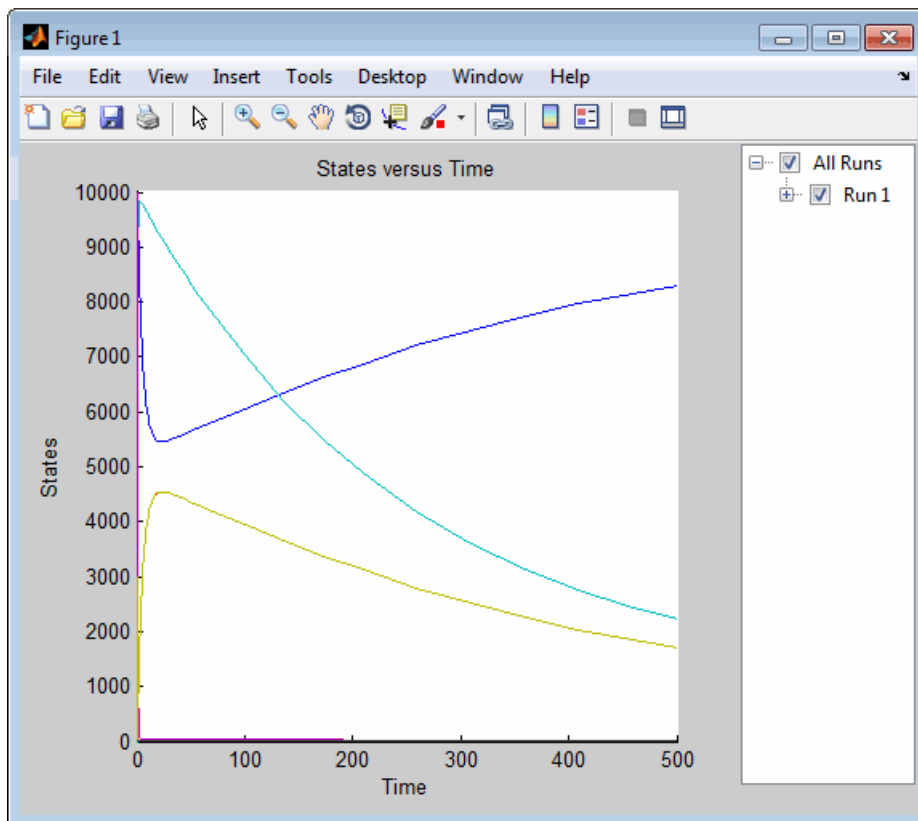 Figure 1
File Edit View Insert Tools Desktop Window Help
States versus Time
All Runs
Run 1
10000
9000
8000
7000
6000
5000
4000
3000
2000
1000
0
States
0 100 200 300 400 500
Time